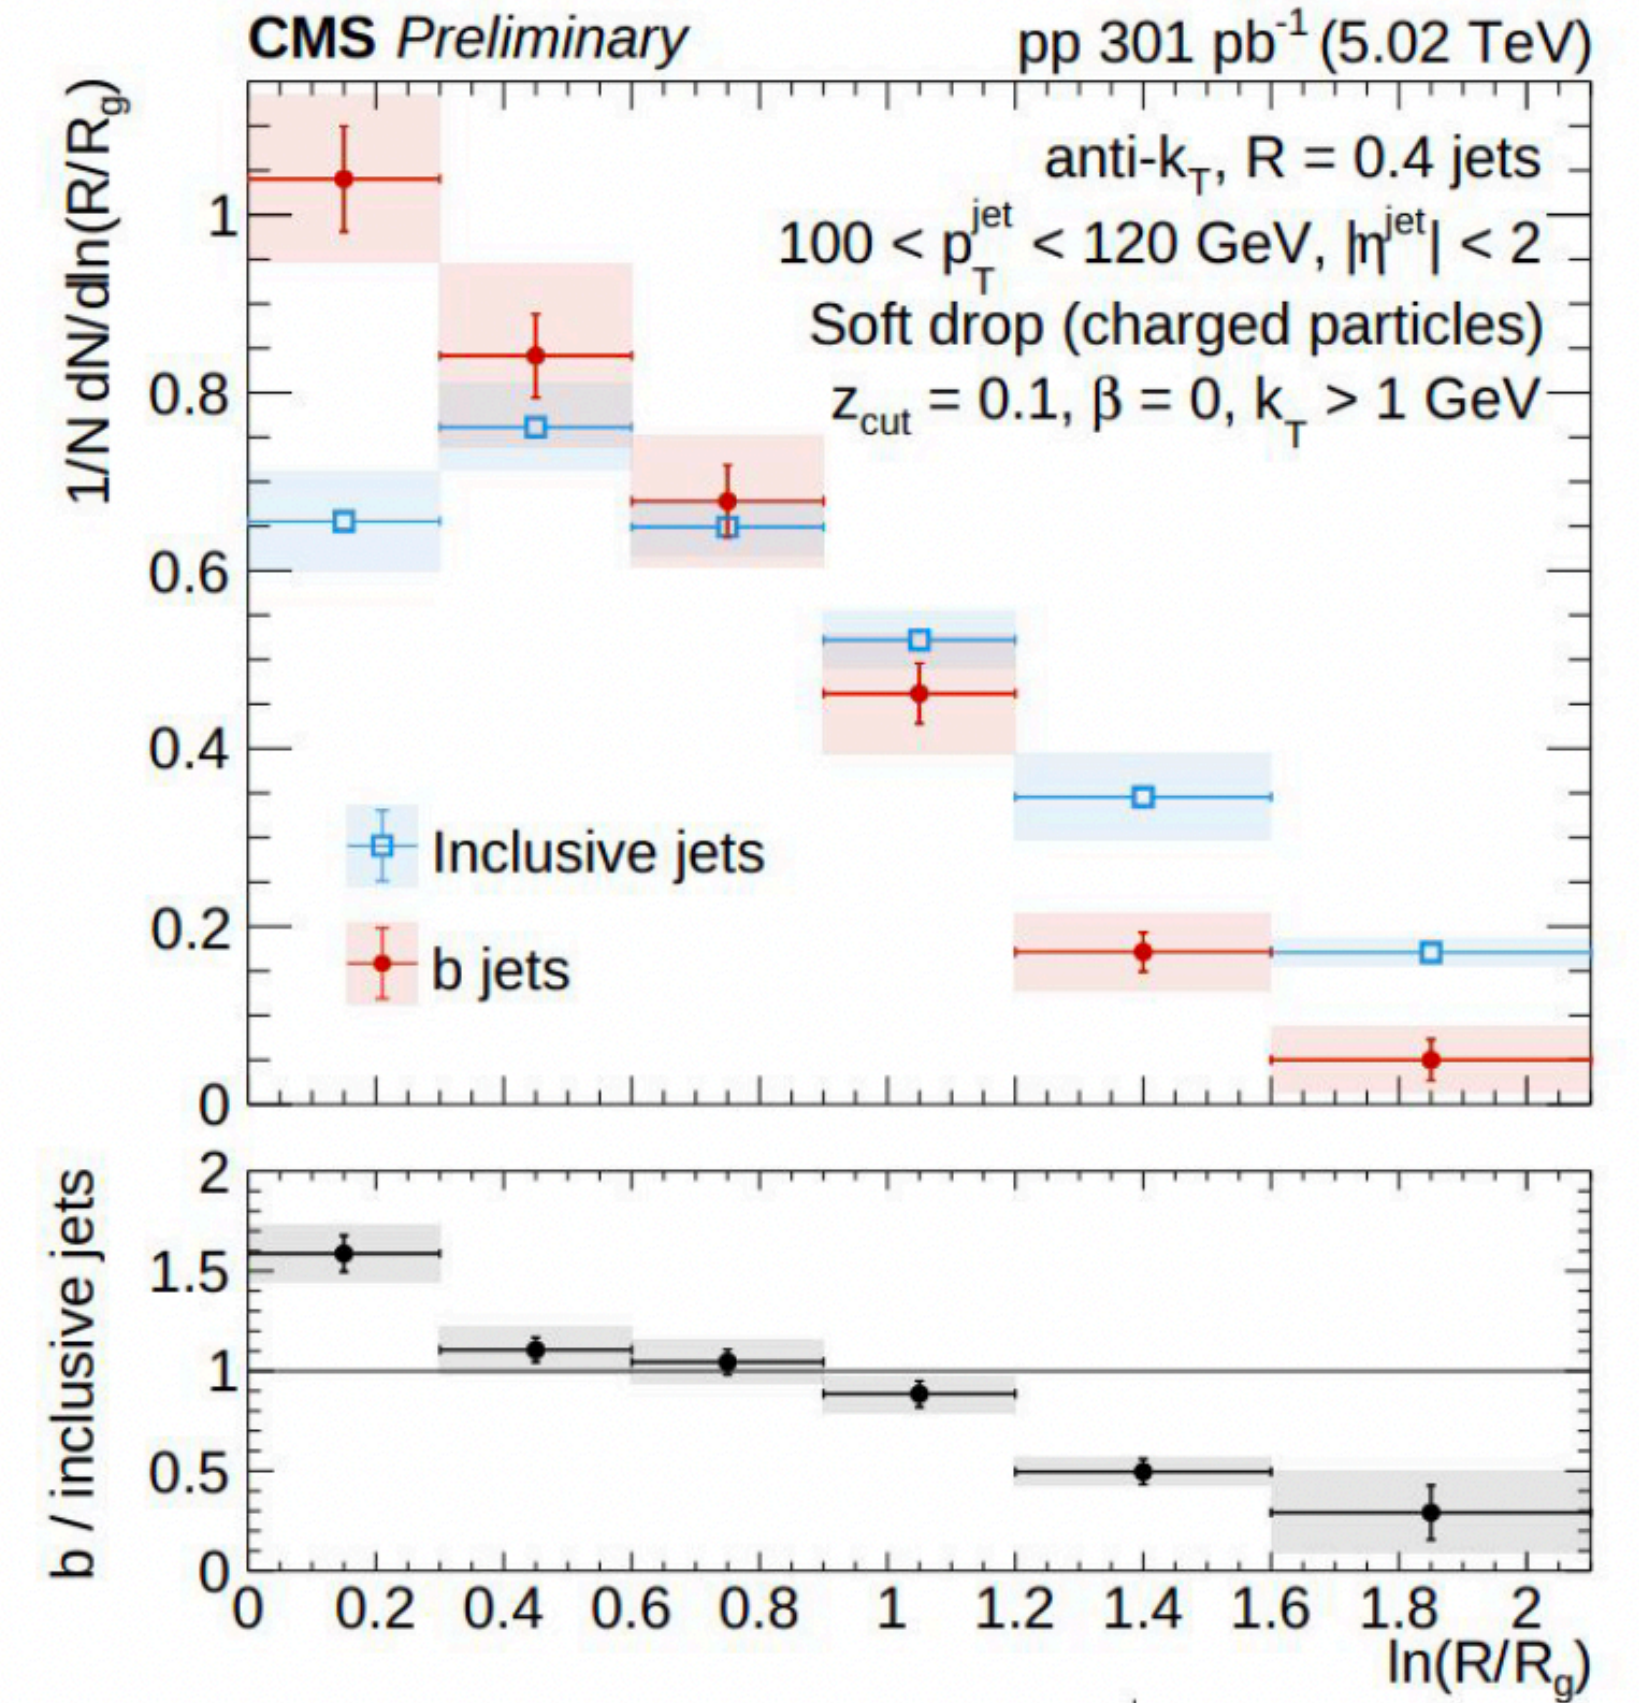 CMS Preliminary
pp 301 pb⁻¹ (5.02 TeV)
1/N dN/dln(R/R_g)
anti-k_T, R = 0.4 jets
100 < p_T^jet < 120 GeV, |η^jet| < 2
Soft drop (charged particles)
z_cut = 0.1, β = 0, k_T > 1 GeV
1
0.8
0.6
0.4
0.2
0
Inclusive jets
b jets
b / inclusive jets
2
1.5
1
0.5
0
0 0.2 0.4 0.6 0.8 1 1.2 1.4 1.6 1.8 2
ln(R/R_g)